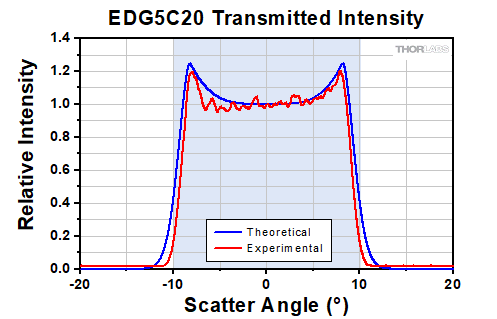 EDG5C20 Transmitted Intensity
THORLABS
Relative Intensity
1.4
1.2
1.0
0.8
0.6
0.4
0.2
0.0
Theoretical
Experimental
-20
-10
0
10
20
Scatter Angle (°)